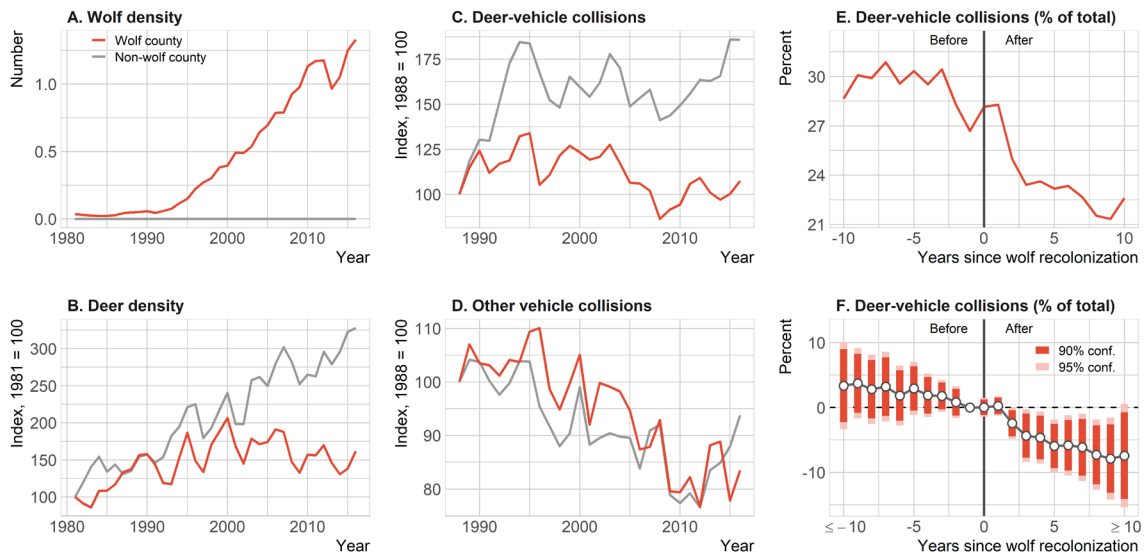 A. Wolf density
Number
Wolf county
Non-wolf county
1.0
0.5
0.0
1980 1990 2000 2010
Year
C. Deer-vehicle collisions
Index, 1988 = 100
175
150
125
100
1990 2000 2010
Year
E. Deer-vehicle collisions (% of total)
Percent
Before After
30
27
24
21
-10 -5 0 5 10
Years since wolf recolonization
B. Deer density
Index, 1981 = 100
300
250
200
150
100
1980 1990 2000 2010
Year
D. Other vehicle collisions
Index, 1988 = 100
110
100
90
80
1990 2000 2010
Year
F. Deer-vehicle collisions (% of total)
Percent
Before After
90% conf.
95% conf.
10
0
-10
≤ −10 -5 0 5 ≥ 10
Years since wolf recolonization